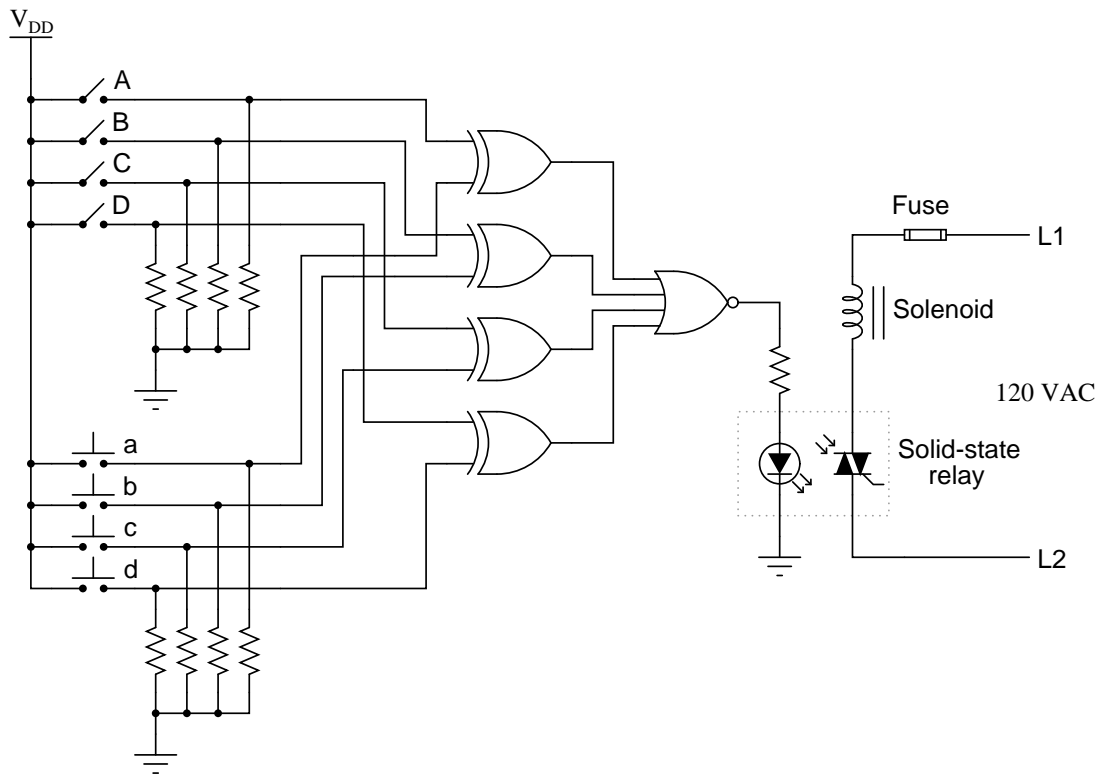 VDD
A
B
C
D
Fuse
L1
Solenoid
120 VAC
Solid-state
relay
a
b
c
d
L2